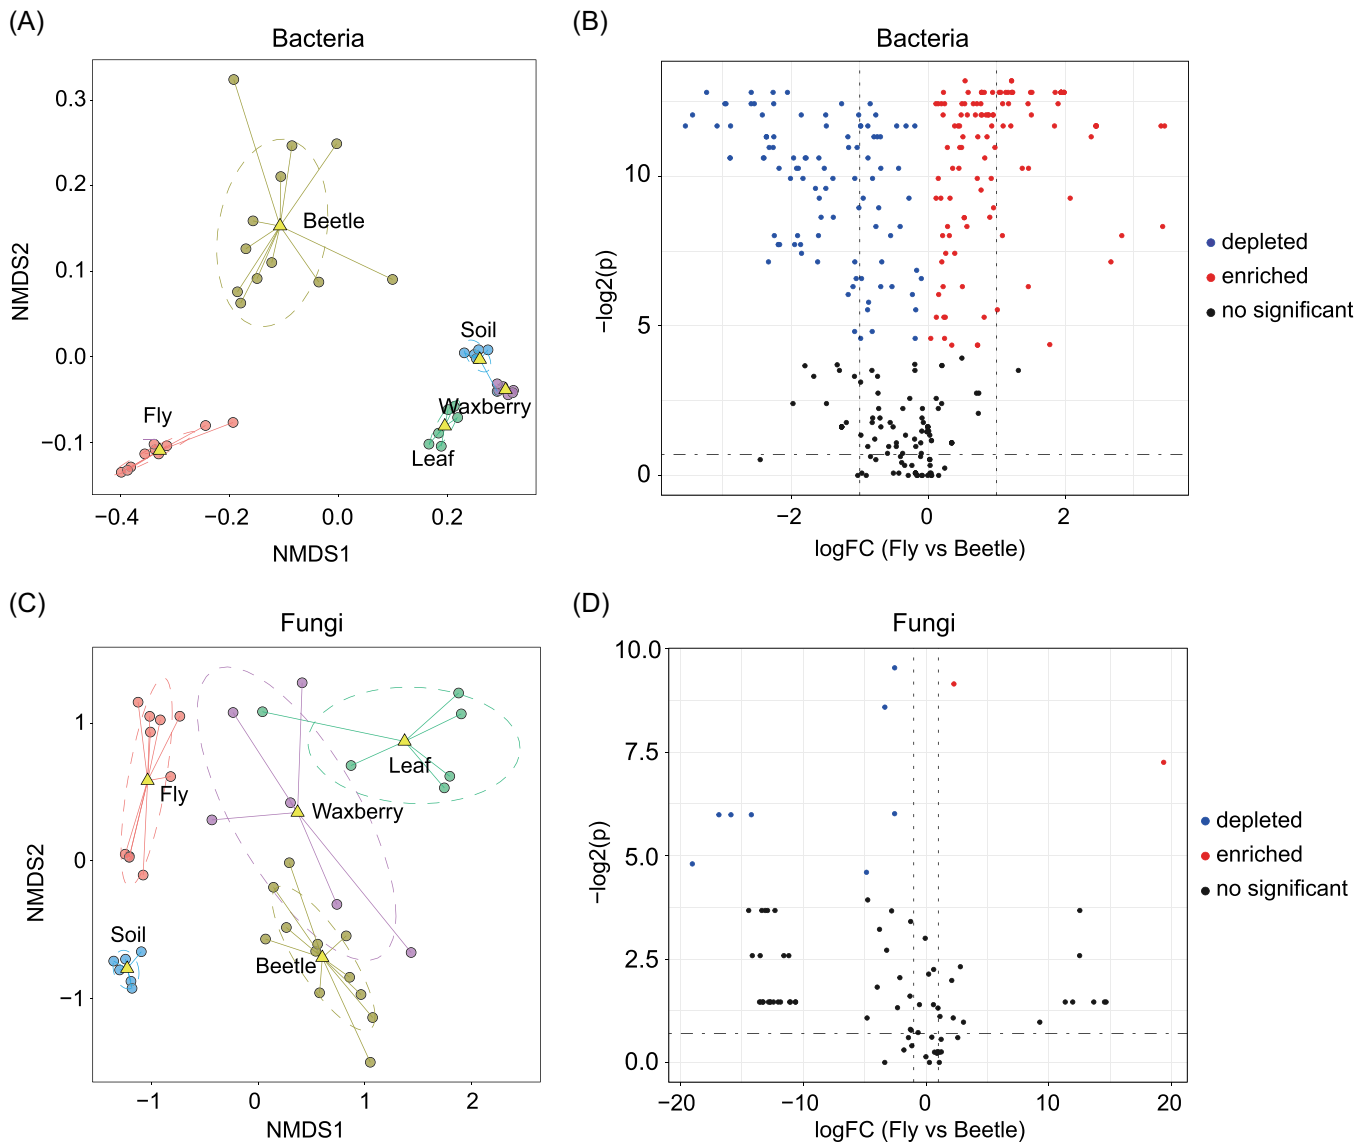 (A)
Bacteria
0.3
0.2
0.1
0.0
−0.1
NMDS2
Beetle
Soil
Waxberry
Leaf
Fly
−0.4
−0.2
0.0
0.2
NMDS1
(B)
Bacteria
10
5
0
−log2(p)
−2
0
2
logFC (Fly vs Beetle)
depleted
enriched
no significant
(C)
Fungi
1
0
−1
NMDS2
Leaf
Fly
Waxberry
Soil
Beetle
−1
0
1
2
NMDS1
(D)
Fungi
10.0
7.5
5.0
2.5
0.0
−log2(p)
−20
−10
0
10
20
logFC (Fly vs Beetle)
depleted
enriched
no significant